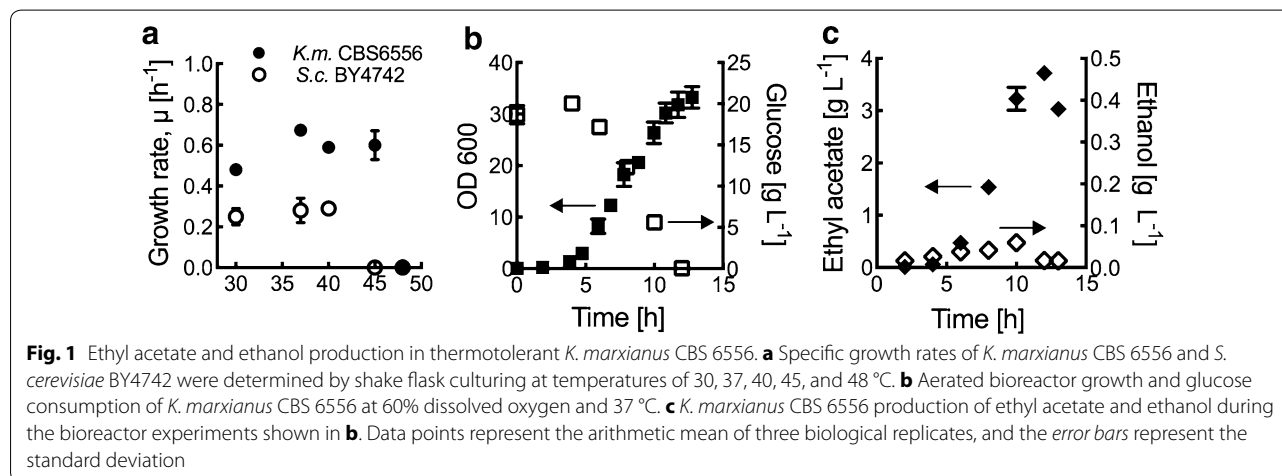 a
K.m. CBS6556
S.c. BY4742
Growth rate, µ [h⁻¹]
1.0
0.8
0.6
0.4
0.2
0.0
30 35 40 45 50
b
OD 600
40
30
20
10
0
25
20
15
10
5
0
Glucose [g L⁻¹]
0 5 10 15
Time [h]
c
Ethyl acetate [g L⁻¹]
4
3
2
1
0
0.5
0.4
0.3
0.2
0.1
0.0
Ethanol [g L⁻¹]
0 5 10 15
Time [h]
Fig. 1 Ethyl acetate and ethanol production in thermotolerant K. marxianus CBS 6556. a Specific growth rates of K. marxianus CBS 6556 and S.
cerevisiae BY4742 were determined by shake flask culturing at temperatures of 30, 37, 40, 45, and 48 °C. b Aerated bioreactor growth and glucose
consumption of K. marxianus CBS 6556 at 60% dissolved oxygen and 37 °C. c K. marxianus CBS 6556 production of ethyl acetate and ethanol during
the bioreactor experiments shown in b. Data points represent the arithmetic mean of three biological replicates, and the error bars represent the
standard deviation